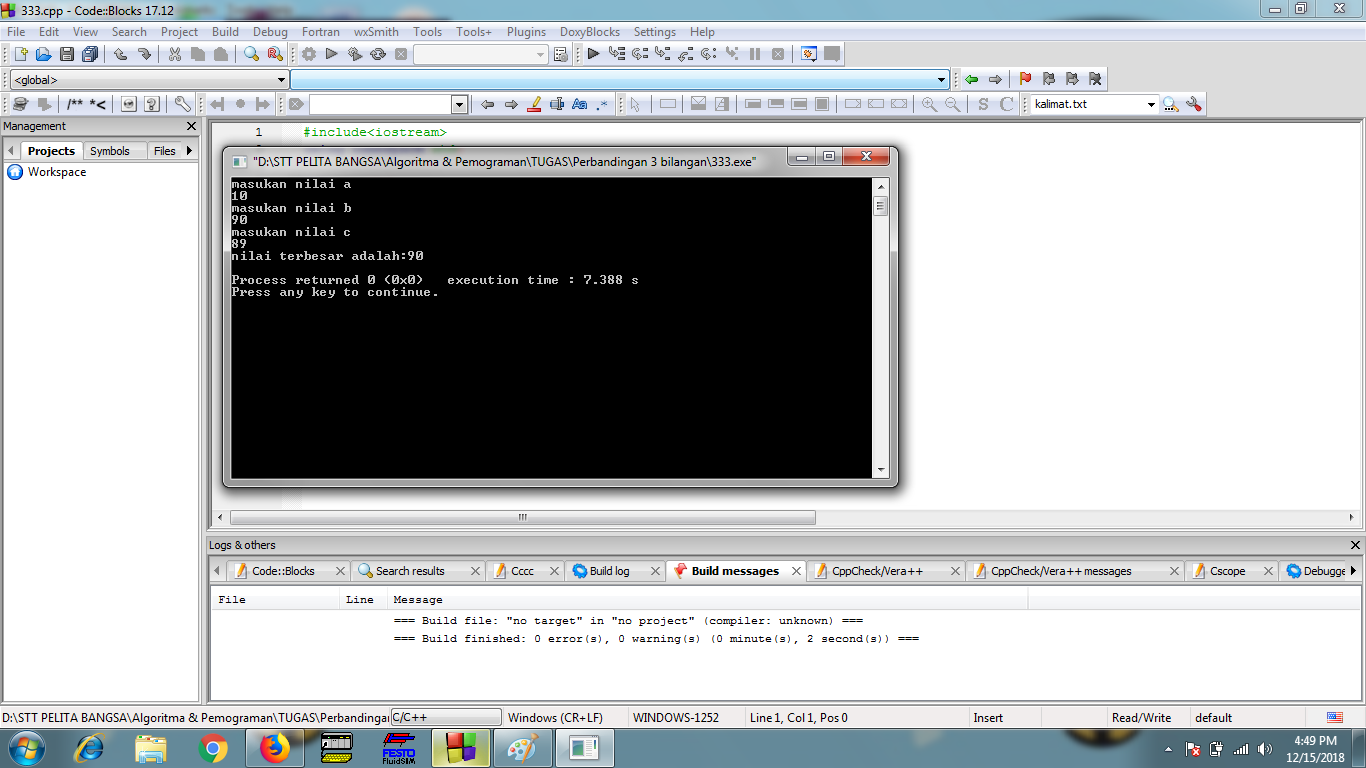 333.cpp - Code::Blocks 17.12
File Edit View Search Project Build Debug Fortran wxSmith Tools Tools+ Plugins DoxyBlocks Settings Help
<global>
/** *<
Aa .*
S C kalimat.txt
Management
Projects Symbols Files
Workspace
1 #include<iostream>
"D:\STT PELITA BANGSA\Algoritma & Pemograman\TUGAS\Perbandingan 3 bilangan\333.exe"
masukan nilai a
10
masukan nilai b
90
masukan nilai c
89
nilai terbesar adalah:90
Process returned 0 (0x0)   execution time : 7.388 s
Press any key to continue.
Logs & others
Code::Blocks Search results Cccc Build log Build messages CppCheck/Vera++ CppCheck/Vera++ messages Cscope Debugge
File Line Message
=== Build file: "no target" in "no project" (compiler: unknown) ===
=== Build finished: 0 error(s), 0 warning(s) (0 minute(s), 2 second(s)) ===
D:\STT PELITA BANGSA\Algoritma & Pemograman\TUGAS\Perbandingan C/C++ Windows (CR+LF) WINDOWS-1252 Line 1, Col 1, Pos 0 Insert Read/Write default
FESTO
FluidSIM
4:49 PM
12/15/2018